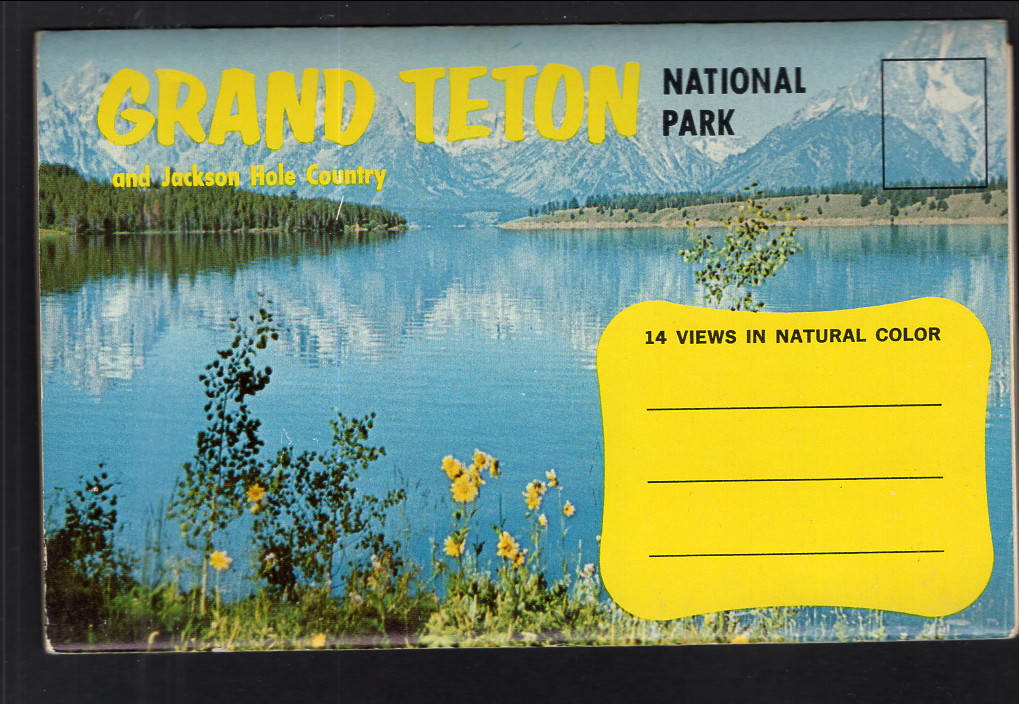 GRAND TETON NATIONAL PARK
and Jackson Hole Country
14 VIEWS IN NATURAL COLOR